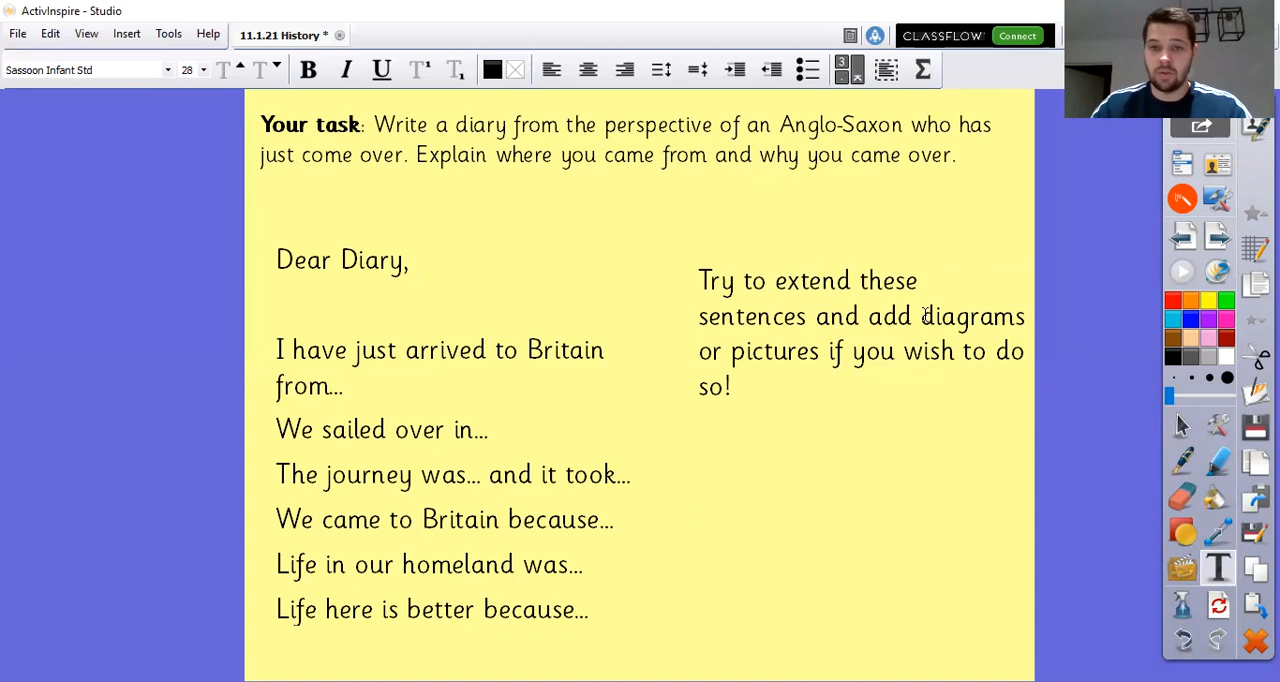 ActivInspire - Studio
File Edit View Insert Tools Help
11.1.21 History *
CLASSFLOW Connect
Sassoon Infant Std 28
Your task: Write a diary from the perspective of an Anglo-Saxon who has
just come over. Explain where you came from and why you came over.
Dear Diary,
I have just arrived to Britain
from...
We sailed over in...
The journey was... and it took...
We came to Britain because...
Life in our homeland was...
Life here is better because...
Try to extend these
sentences and add diagrams
or pictures if you wish to do
so!